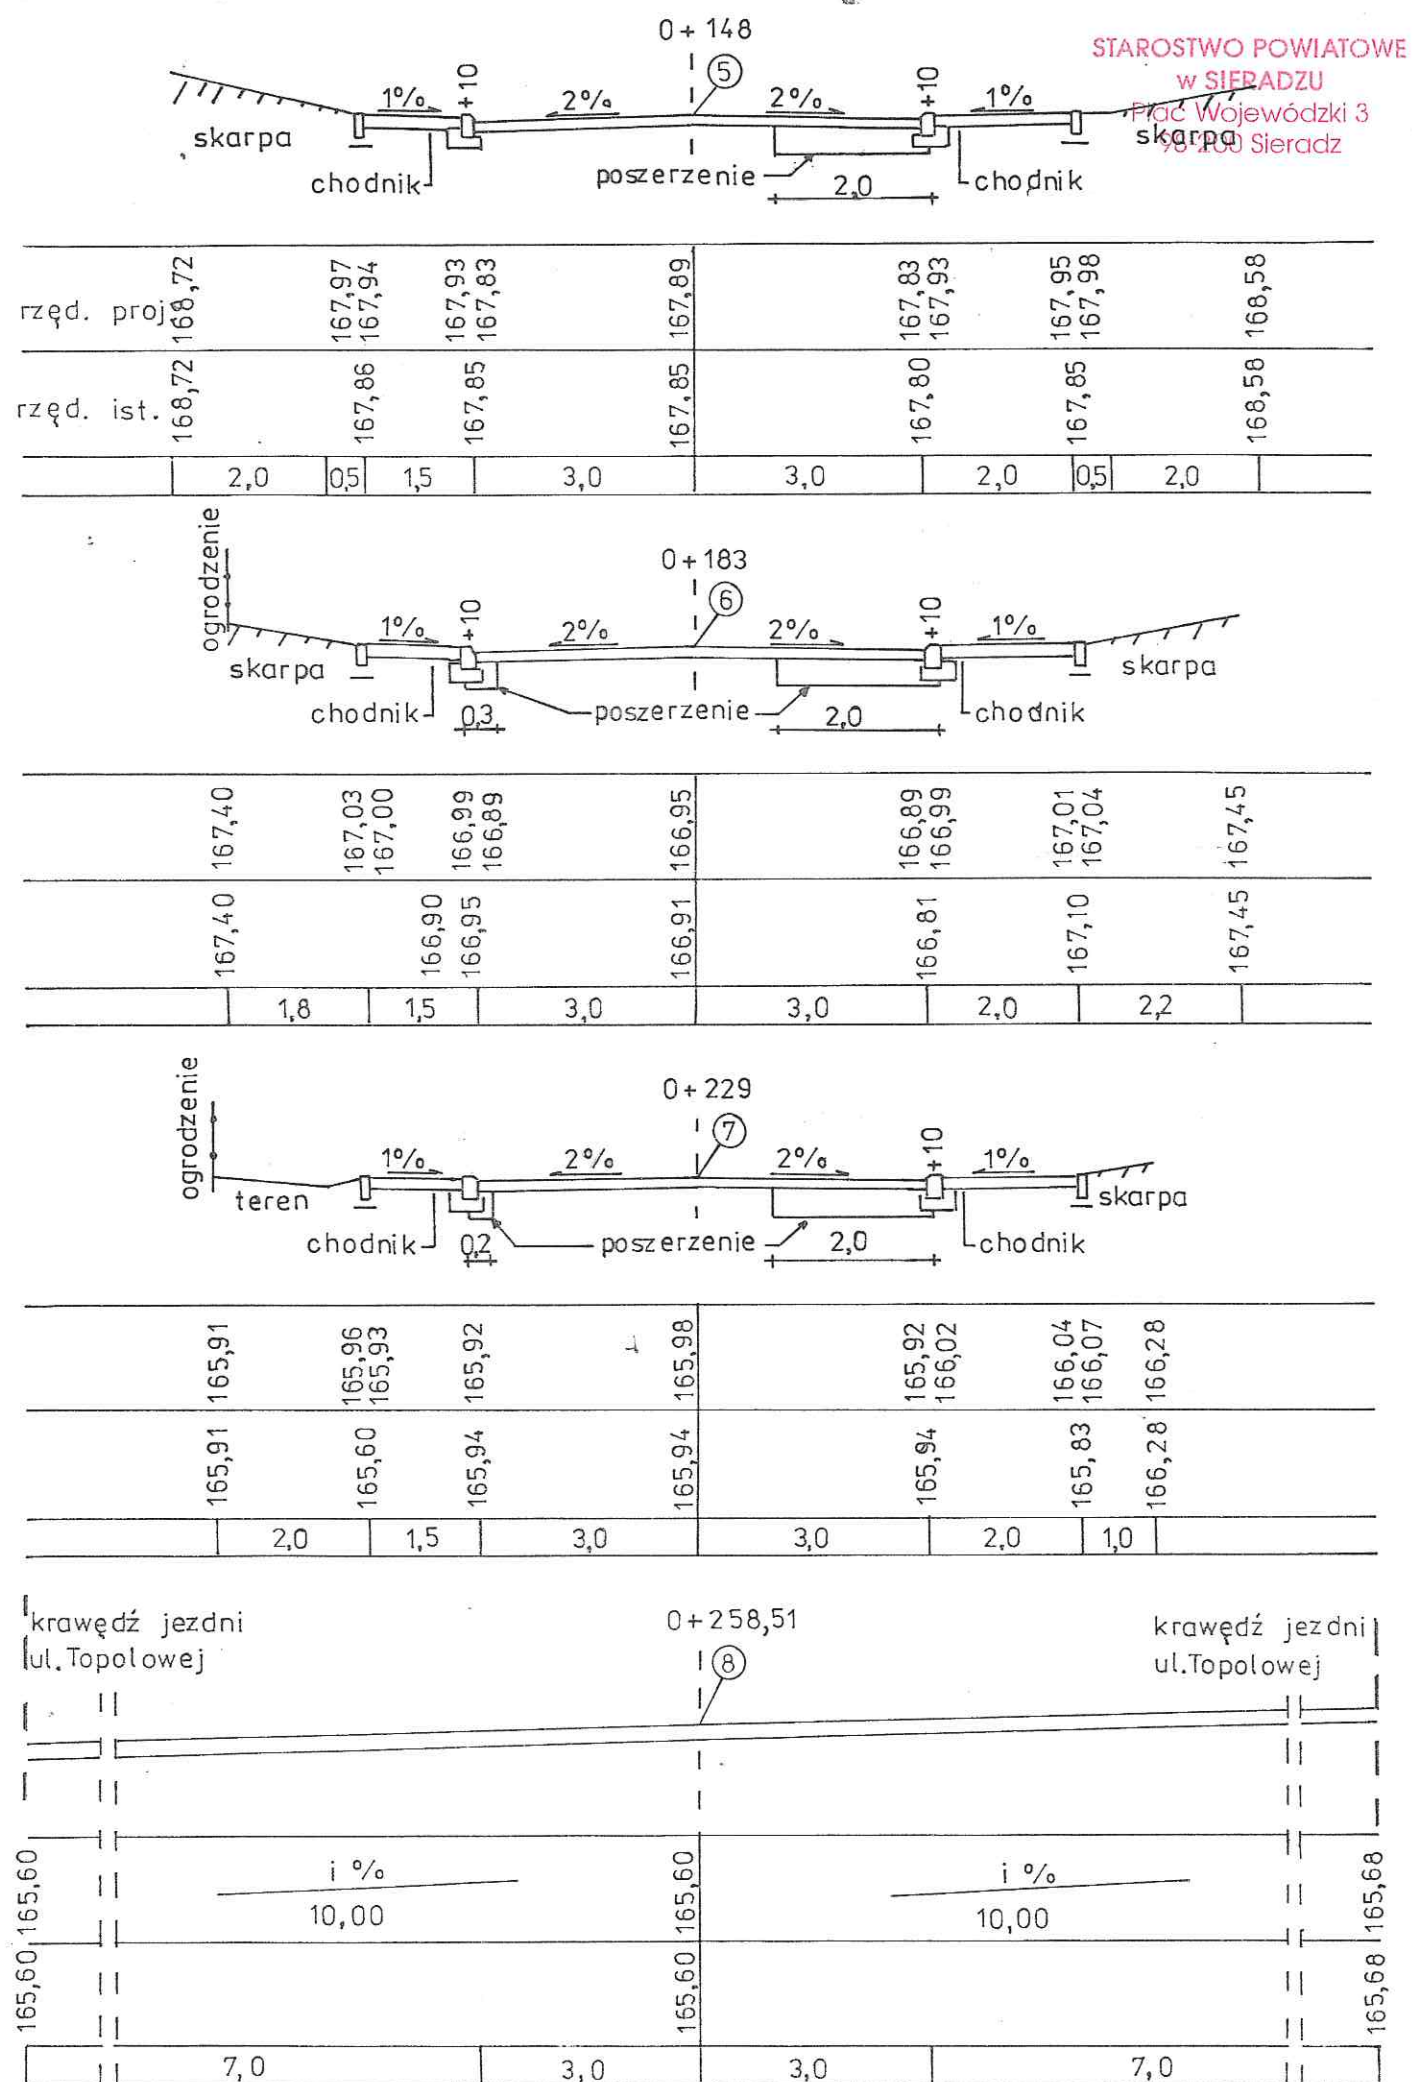 0+148
STAROSTWO POWIATOWE
w SIERADZU
Plac Wojewódzki 3
98-200 Sieradz
5
1% +10 2% 2% +10 1%
skarpa skarpa
chodnik poszerzenie 2,0 chodnik
rzęd. proj. 168,72 167,97 167,94 167,93 167,83 167,89 167,83 167,93 167,95 167,98 168,58
rzęd. ist. 168,72 167,86 167,85 167,85 167,80 167,85 168,58
2,0 0,5 1,5 3,0 3,0 2,0 0,5 2,0
ogrodzenie
0+183
6
1% +10 2% 2% +10 1%
skarpa skarpa
chodnik 0,3 poszerzenie 2,0 chodnik
167,40 167,03 167,00 166,99 166,89 166,95 166,89 166,99 167,01 167,04 167,45
167,40 166,90 166,95 166,91 166,81 167,10 167,45
1,8 1,5 3,0 3,0 2,0 2,2
ogrodzenie
0+229
7
1% 2% 2% +10 1%
teren skarpa
chodnik 0,2 poszerzenie 2,0 chodnik
165,91 165,96 165,93 165,92 165,98 165,92 166,02 166,04 166,07 166,28
165,91 165,60 165,94 165,94 165,94 165,83 166,28
2,0 1,5 3,0 3,0 2,0 1,0
krawędź jezdni 0+258,51 krawędź jezdni
ul.Topolowej 8 ul.Topolowej
165,60 i % 165,60 i % 165,68
10,00 10,00
165,60 165,60 165,68
7,0 3,0 3,0 7,0